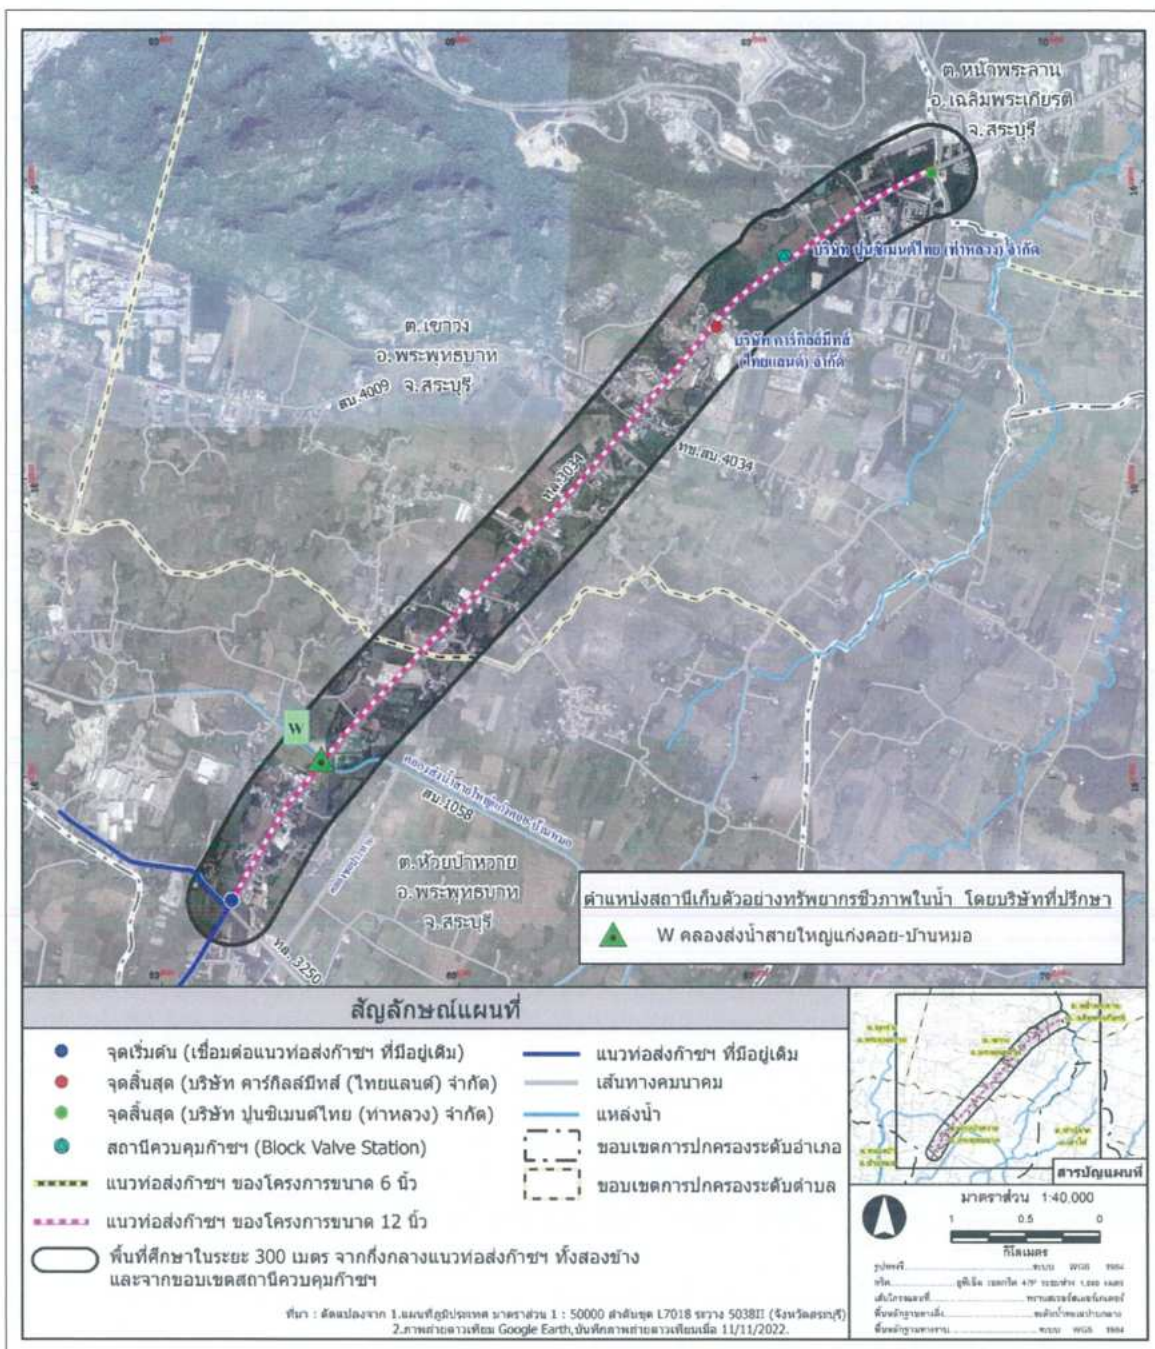 ต.หน้าพระลาน
อ.เฉลิมพระเกียรติ
จ.สระบุรี
บริษัท ปูนซิเมนต์ไทย (ท่าหลวง) จำกัด
บริษัท คาร์กิลล์มีทส์
(ไทยแลนด์) จำกัด
ต.เขาวง
อ.พระพุทธบาท
จ.สระบุรี
สบ.4009
ทช.สบ.4034
ทล.3034
W
คลองส่งน้ำสายใหญ่แก่งคอย-บ้านหมอ
สบ.1058
ต.ห้วยป่าหวาย
อ.พระพุทธบาท
จ.สระบุรี
ทล. 3250
ตำแหน่งสถานีเก็บตัวอย่างทรัพยากรชีวภาพในน้ำ โดยบริษัทที่ปรึกษา
W คลองส่งน้ำสายใหญ่แก่งคอย-บ้านหมอ
สัญลักษณ์แผนที่
จุดเริ่มต้น (เชื่อมต่อแนวท่อส่งก๊าซฯ ที่มีอยู่เดิม)
จุดสิ้นสุด (บริษัท คาร์กิลล์มีทส์ (ไทยแลนด์) จำกัด)
จุดสิ้นสุด (บริษัท ปูนซิเมนต์ไทย (ท่าหลวง) จำกัด)
สถานีควบคุมก๊าซฯ (Block Valve Station)
แนวท่อส่งก๊าซฯ ของโครงการขนาด 6 นิ้ว
แนวท่อส่งก๊าซฯ ของโครงการขนาด 12 นิ้ว
พื้นที่ศึกษาในระยะ 300 เมตร จากกึ่งกลางแนวท่อส่งก๊าซฯ ทั้งสองข้าง
และจากขอบเขตสถานีควบคุมก๊าซฯ
แนวท่อส่งก๊าซฯ ที่มีอยู่เดิม
เส้นทางคมนาคม
แหล่งน้ำ
ขอบเขตการปกครองระดับอำเภอ
ขอบเขตการปกครองระดับตำบล
ที่มา : ดัดแปลงจาก 1.แผนที่ภูมิประเทศ มาตราส่วน 1 : 50000 ลำดับชุด L7018 ระวาง 5038II (จังหวัดสระบุรี)
2.ภาพถ่ายดาวเทียม Google Earth,บันทึกภาพถ่ายดาวเทียมเมื่อ 11/11/2022.
สารบัญแผนที่
มาตราส่วน 1:40,000
1 0.5 0
กิโลเมตร